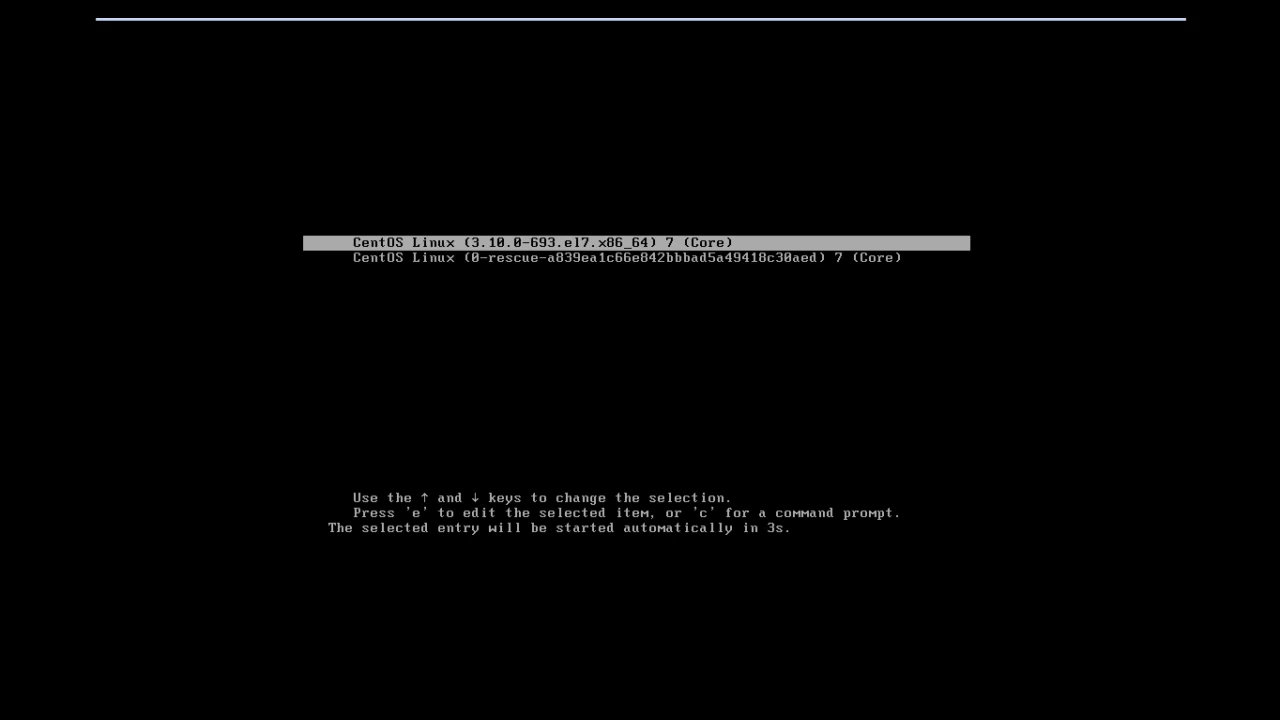 CentOS Linux (3.10.0-693.el7.x86_64) 7 (Core)
CentOS Linux (0-rescue-a839ea1c66e842bbbad5a49418c30aed) 7 (Core)
Use the ↑ and ↓ keys to change the selection.
Press 'e' to edit the selected item, or 'c' for a command prompt.
The selected entry will be started automatically in 3s.